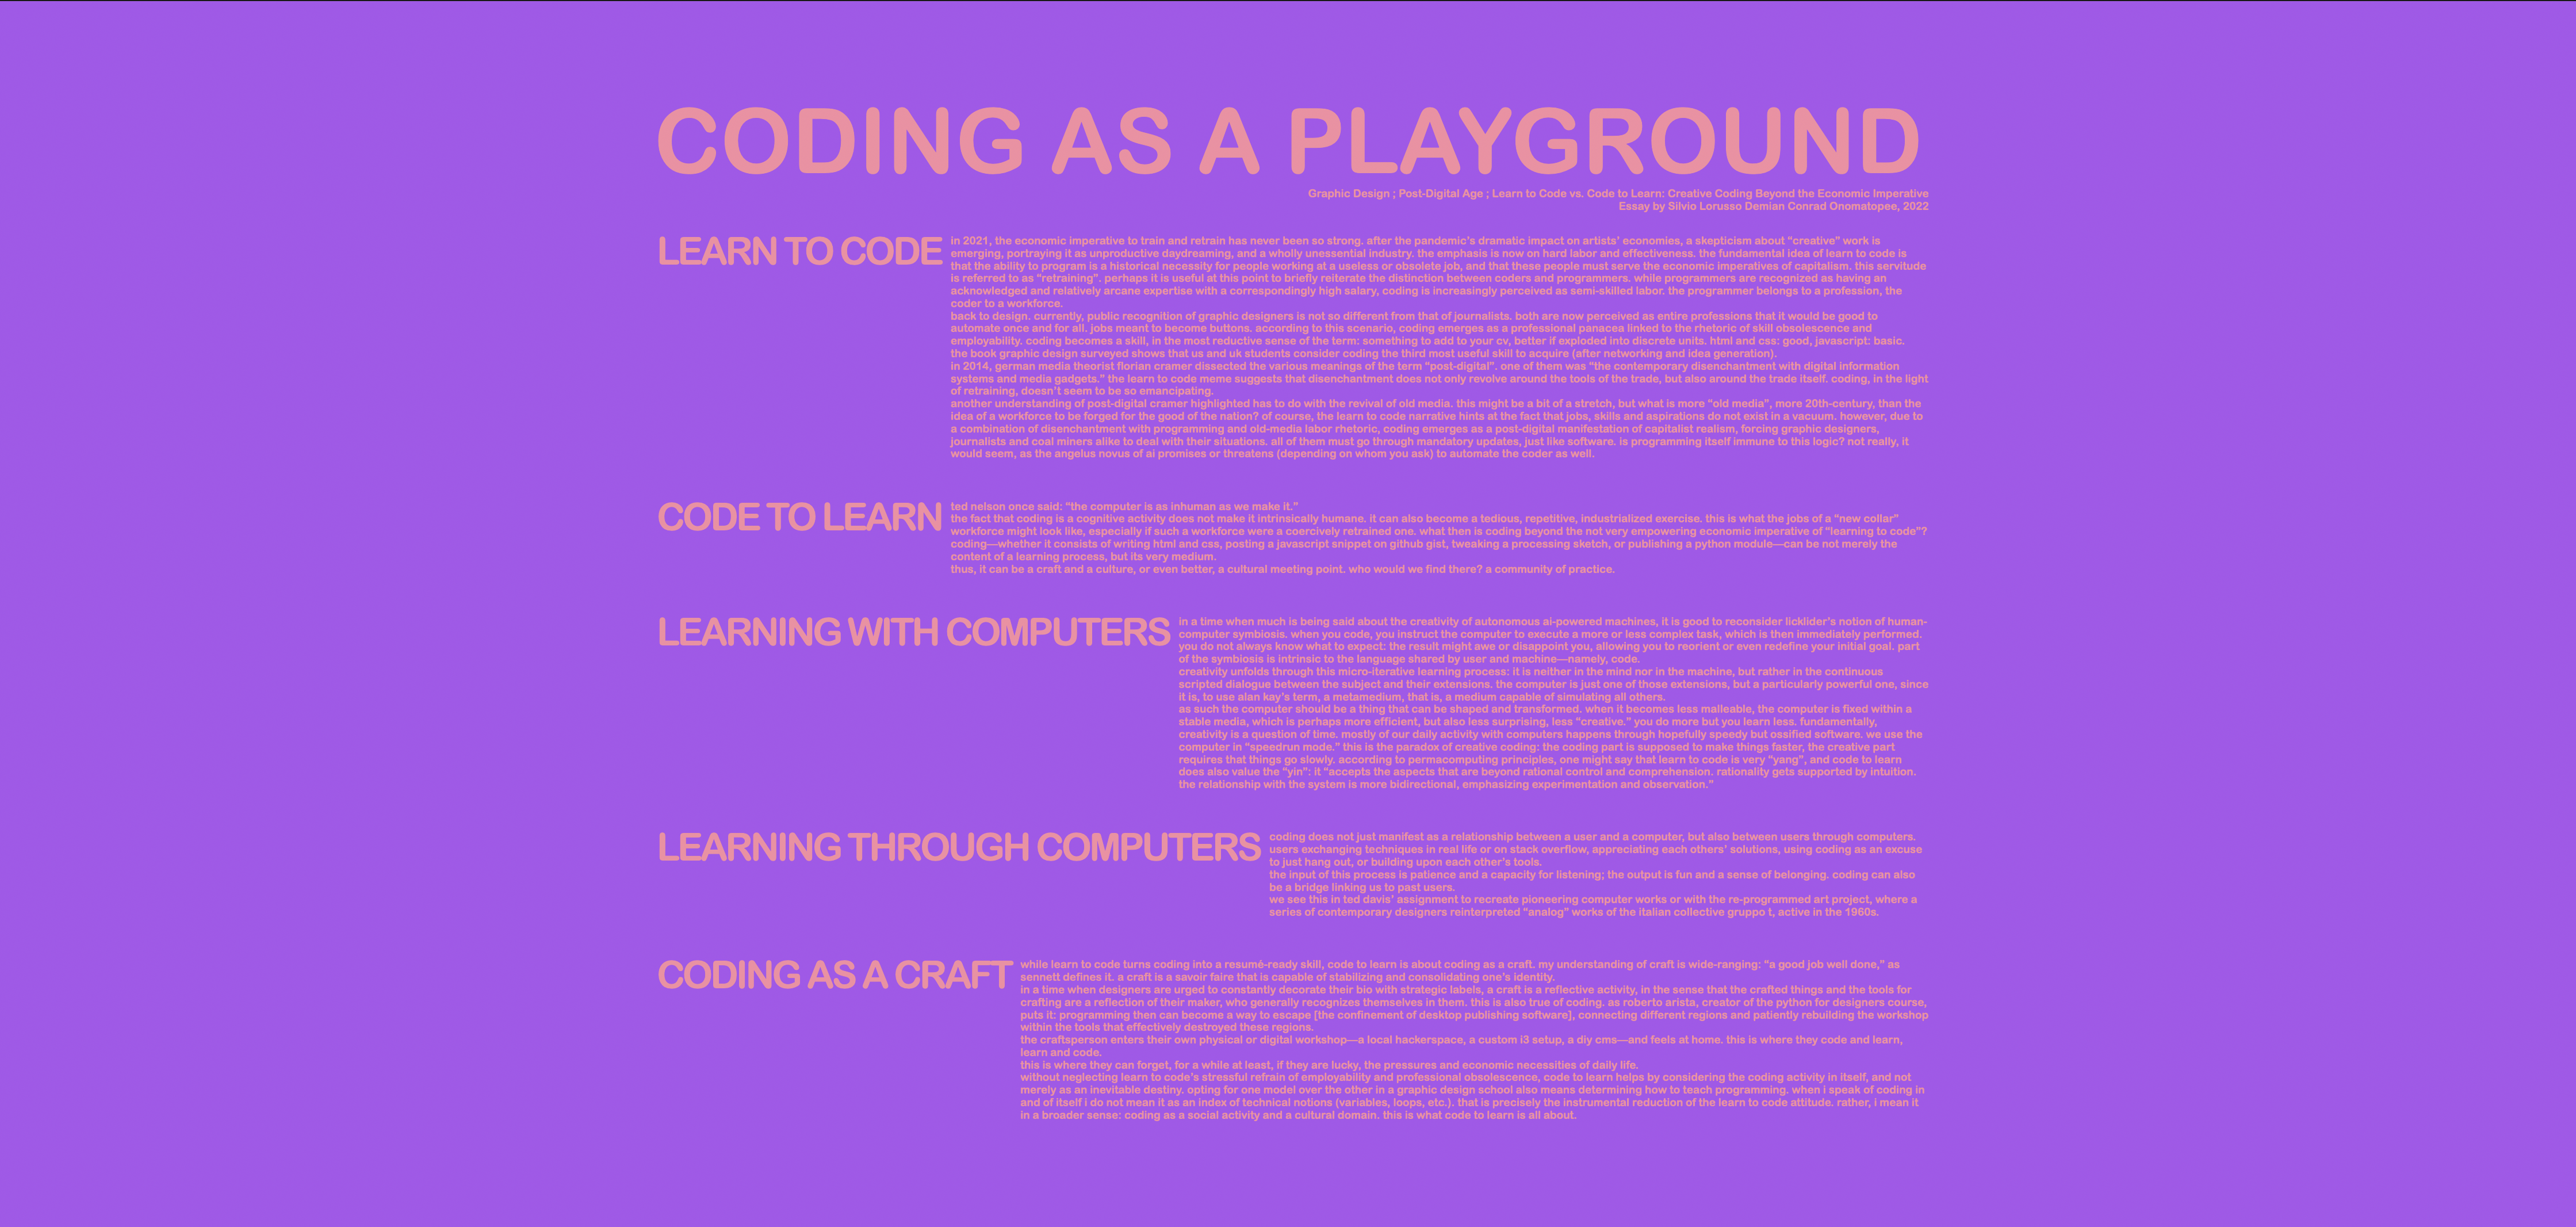 CODING AS A PLAYGROUND
Graphic Design ; Post-Digital Age ; Learn to Code vs. Code to Learn: Creative Coding Beyond the Economic Imperative
Essay by Silvio Lorusso Demian Conrad Onomatopee, 2022
LEARN TO CODE
in 2021, the economic imperative to train and retrain has never been so strong. after the pandemic's dramatic impact on artists' economies, a skepticism about "creative" work is
emerging, portraying it as unproductive daydreaming, and a wholly unessential industry. the emphasis is now on hard labor and effectiveness. the fundamental idea of learn to code is
that the ability to program is a historical necessity for people working at a useless or obsolete job, and that these people must serve the economic imperatives of capitalism. this servitude
is referred to as "retraining". perhaps it is useful at this point to briefly reiterate the distinction between coders and programmers. while programmers are recognized as having an
acknowledged and relatively arcane expertise with a correspondingly high salary, coding is increasingly perceived as semi-skilled labor. the programmer belongs to a profession, the
coder to a workforce.
back to design. currently, public recognition of graphic designers is not so different from that of journalists. both are now perceived as entire professions that it would be good to
automate once and for all. jobs meant to become buttons. according to this scenario, coding emerges as a professional panacea linked to the rhetoric of skill obsolescence and
employability. coding becomes a skill, in the most reductive sense of the term: something to add to your cv, better if exploded into discrete units. html and css: good, javascript: basic.
the book graphic design surveyed shows that us and uk students consider coding the third most useful skill to acquire (after networking and idea generation).
in 2014, german media theorist florian cramer dissected the various meanings of the term "post-digital". one of them was "the contemporary disenchantment with digital information
systems and media gadgets." the learn to code meme suggests that disenchantment does not only revolve around the tools of the trade, but also around the trade itself. coding, in the light
of retraining, doesn't seem to be so emancipating.
another understanding of post-digital cramer highlighted has to do with the revival of old media. this might be a bit of a stretch, but what is more "old media", more 20th-century, than the
idea of a workforce to be forged for the good of the nation? of course, the learn to code narrative hints at the fact that jobs, skills and aspirations do not exist in a vacuum. however, due to
a combination of disenchantment with programming and old-media labor rhetoric, coding emerges as a post-digital manifestation of capitalist realism, forcing graphic designers,
journalists and coal miners alike to deal with their situations. all of them must go through mandatory updates, just like software. is programming itself immune to this logic? not really, it
would seem, as the angelus novus of ai promises or threatens (depending on whom you ask) to automate the coder as well.
CODE TO LEARN
ted nelson once said: "the computer is as inhuman as we make it."
the fact that coding is a cognitive activity does not make it intrinsically humane. it can also become a tedious, repetitive, industrialized exercise. this is what the jobs of a "new collar"
workforce might look like, especially if such a workforce were a coercively retrained one. what then is coding beyond the not very empowering economic imperative of "learning to code"?
coding—whether it consists of writing html and css, posting a javascript snippet on github gist, tweaking a processing sketch, or publishing a python module—can be not merely the
content of a learning process, but its very medium.
thus, it can be a craft and a culture, or even better, a cultural meeting point. who would we find there? a community of practice.
LEARNING WITH COMPUTERS
in a time when much is being said about the creativity of autonomous ai-powered machines, it is good to reconsider licklider's notion of human-
computer symbiosis. when you code, you instruct the computer to execute a more or less complex task, which is then immediately performed.
you do not always know what to expect: the result might awe or disappoint you, allowing you to reorient or even redefine your initial goal. part
of the symbiosis is intrinsic to the language shared by user and machine—namely, code.
creativity unfolds through this micro-iterative learning process: it is neither in the mind nor in the machine, but rather in the continuous
scripted dialogue between the subject and their extensions. the computer is just one of those extensions, but a particularly powerful one, since
it is, to use alan kay's term, a metamedium, that is, a medium capable of simulating all others.
as such the computer should be a thing that can be shaped and transformed. when it becomes less malleable, the computer is fixed within a
stable media, which is perhaps more efficient, but also less surprising, less "creative." you do more but you learn less. fundamentally,
creativity is a question of time. mostly of our daily activity with computers happens through hopefully speedy but ossified software. we use the
computer in "speedrun mode." this is the paradox of creative coding: the coding part is supposed to make things faster, the creative part
requires that things go slowly. according to permacomputing principles, one might say that learn to code is very "yang", and code to learn
does also value the "yin": it "accepts the aspects that are beyond rational control and comprehension. rationality gets supported by intuition.
the relationship with the system is more bidirectional, emphasizing experimentation and observation."
LEARNING THROUGH COMPUTERS
coding does not just manifest as a relationship between a user and a computer, but also between users through computers.
users exchanging techniques in real life or on stack overflow, appreciating each others' solutions, using coding as an excuse
to just hang out, or building upon each other's tools.
the input of this process is patience and a capacity for listening; the output is fun and a sense of belonging. coding can also
be a bridge linking us to past users.
we see this in ted davis' assignment to recreate pioneering computer works or with the re-programmed art project, where a
series of contemporary designers reinterpreted "analog" works of the italian collective gruppo t, active in the 1960s.
CODING AS A CRAFT
while learn to code turns coding into a resumé-ready skill, code to learn is about coding as a craft. my understanding of craft is wide-ranging: "a good job well done," as
sennett defines it. a craft is a savoir faire that is capable of stabilizing and consolidating one's identity.
in a time when designers are urged to constantly decorate their bio with strategic labels, a craft is a reflective activity, in the sense that the crafted things and the tools for
crafting are a reflection of their maker, who generally recognizes themselves in them. this is also true of coding. as roberto arista, creator of the python for designers course,
puts it: programming then can become a way to escape [the confinement of desktop publishing software], connecting different regions and patiently rebuilding the workshop
within the tools that effectively destroyed these regions.
the craftsperson enters their own physical or digital workshop—a local hackerspace, a custom i3 setup, a diy cms—and feels at home. this is where they code and learn,
learn and code.
this is where they can forget, for a while at least, if they are lucky, the pressures and economic necessities of daily life.
without neglecting learn to code's stressful refrain of employability and professional obsolescence, code to learn helps by considering the coding activity in itself, and not
merely as an inevitable destiny. opting for one model over the other in a graphic design school also means determining how to teach programming. when i speak of coding in
and of itself i do not mean it as an index of technical notions (variables, loops, etc.). that is precisely the instrumental reduction of the learn to code attitude. rather, i mean it
in a broader sense: coding as a social activity and a cultural domain. this is what code to learn is all about.